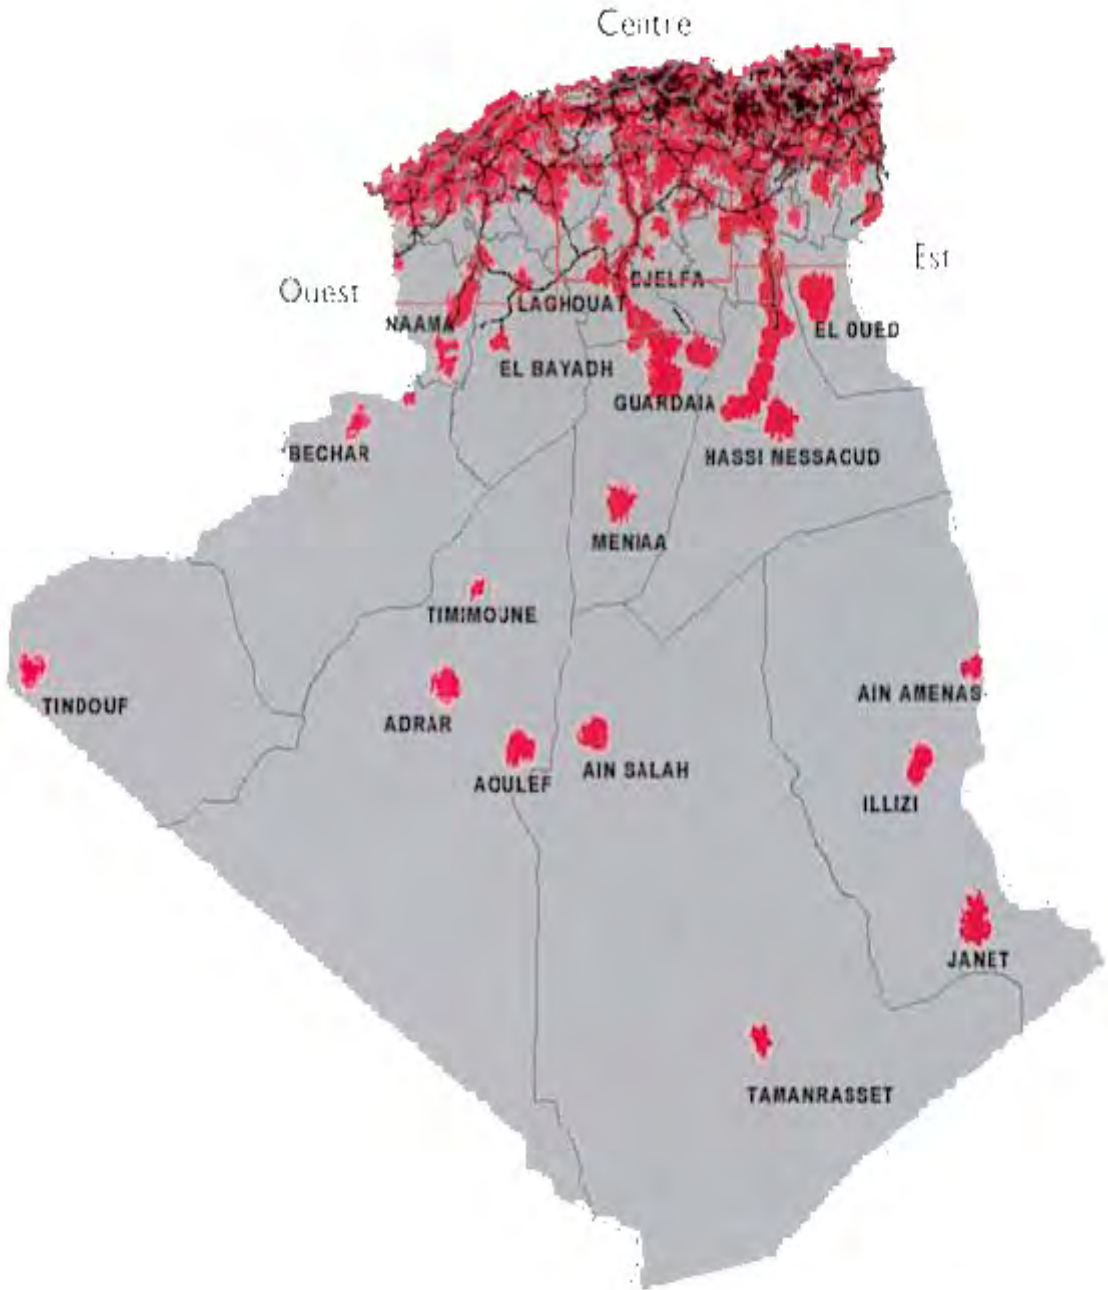 Centre
Est
Ouest
DJELFA
LAGHOUAT
NAAMA
EL OUED
EL BAYADH
GUARDAIA
BECHAR
HASSI MESSAOUD
MENIAA
TIMIMOUNE
AIN AMENAS
TINDOUF
ADRAR
AIN SALAH
AOULEF
ILLIZI
JANET
TAMANRASSET